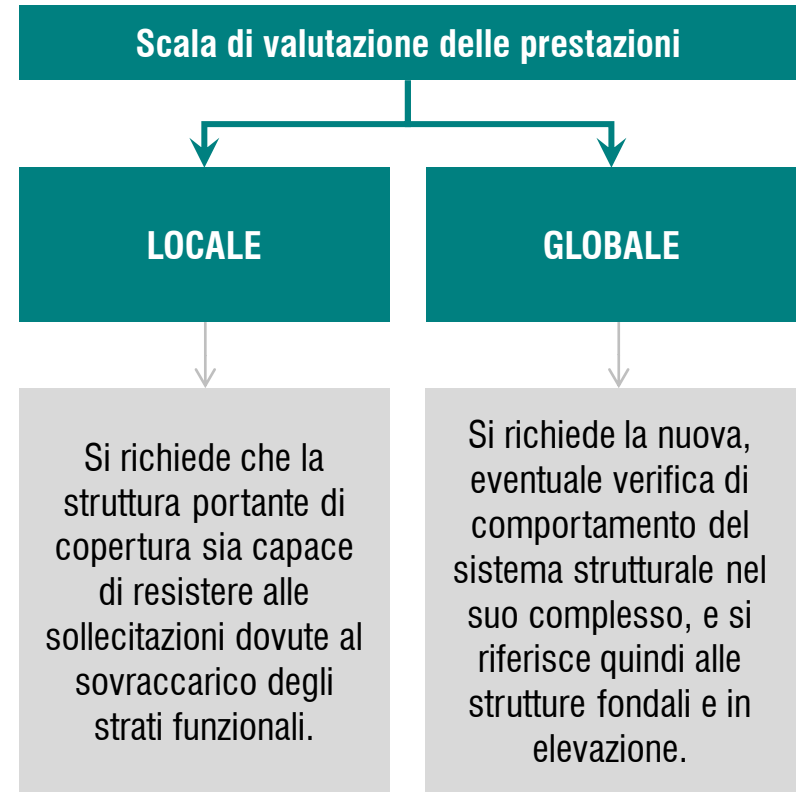 Scala di valutazione delle prestazioni
LOCALE
GLOBALE
Si richiede che la
struttura portante di
copertura sia capace
di resistere alle
sollecitazioni dovute al
sovraccarico degli
strati funzionali.
Si richiede la nuova,
eventuale verifica di
comportamento del
sistema strutturale nel
suo complesso, e si
riferisce quindi alle
strutture fondali e in
elevazione.